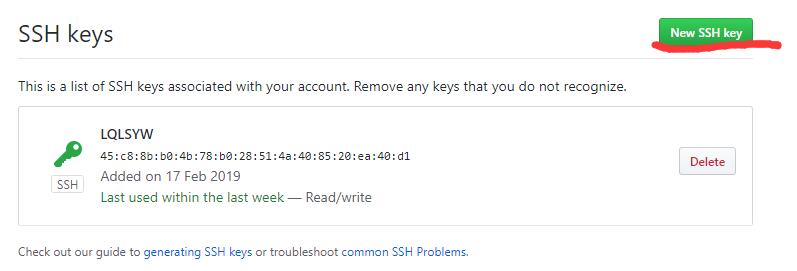 SSH keys
New SSH key
This is a list of SSH keys associated with your account. Remove any keys that you do not recognize.
LQLSYW
45:c8:8b:b0:4b:78:b0:28:51:4a:40:85:20:ea:40:d1
Delete
Added on 17 Feb 2019
SSH
Last used within the last week — Read/write
Check out our guide to generating SSH keys or troubleshoot common SSH Problems.